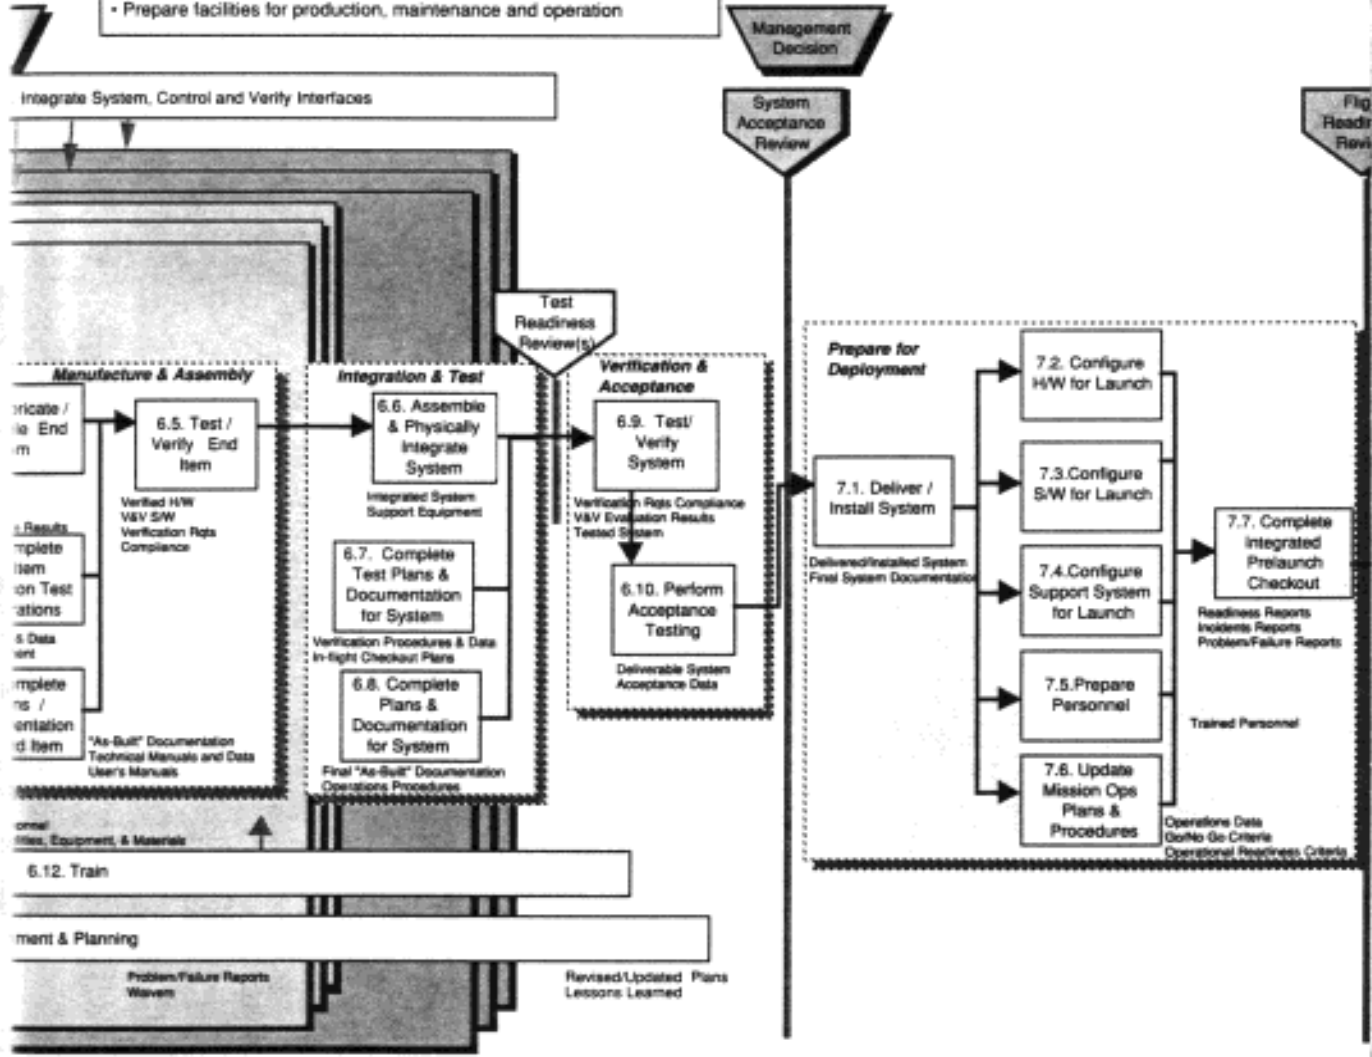 • Prepare facilities for production, maintenance and operation
Management
Decision
Integrate System, Control and Verify Interfaces
System
Acceptance
Review
Test
Readiness
Review(s)
Manufacture & Assembly
6.5. Test /
Verify End
Item
Verified H/W
V&V S/W
Verification Rqts
Compliance
Results
on Test
& Data
"As-Built" Documentation
Technical Manuals and Data
User's Manuals
Integration & Test
6.6. Assemble
& Physically
Integrate
System
Integrated System
Support Equipment
6.7. Complete
Test Plans &
Documentation
for System
Verification Procedures & Data
In-flight Checkout Plans
6.8. Complete
Plans &
Documentation
for System
Final "As-Built" Documentation
Operations Procedures
Verification &
Acceptance
6.9. Test/
Verify
System
Verification Rqts Compliance
V&V Evaluation Results
Tested System
6.10. Perform
Acceptance
Testing
Deliverable System
Acceptance Data
Prepare for
Deployment
7.1. Deliver /
Install System
Delivered/Installed System
Final System Documentation
7.2. Configure
H/W for Launch
7.3.Configure
S/W for Launch
7.4.Configure
Support System
for Launch
7.5.Prepare
Personnel
7.6. Update
Mission Ops
Plans &
Procedures
7.7. Complete
Integrated
Prelaunch
Checkout
Readiness Reports
Incidents Reports
Problem/Failure Reports
Trained Personnel
Operations Data
Go/No Go Criteria
Operational Readiness Criteria
Equipment, & Materials
6.12. Train
& Planning
Problem/Failure Reports
Waivers
Revised/Updated Plans
Lessons Learned